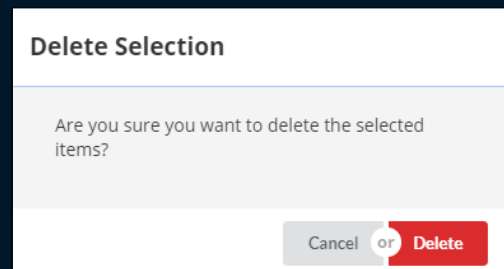 Delete Selection
Are you sure you want to delete the selected
items?
Cancel or Delete